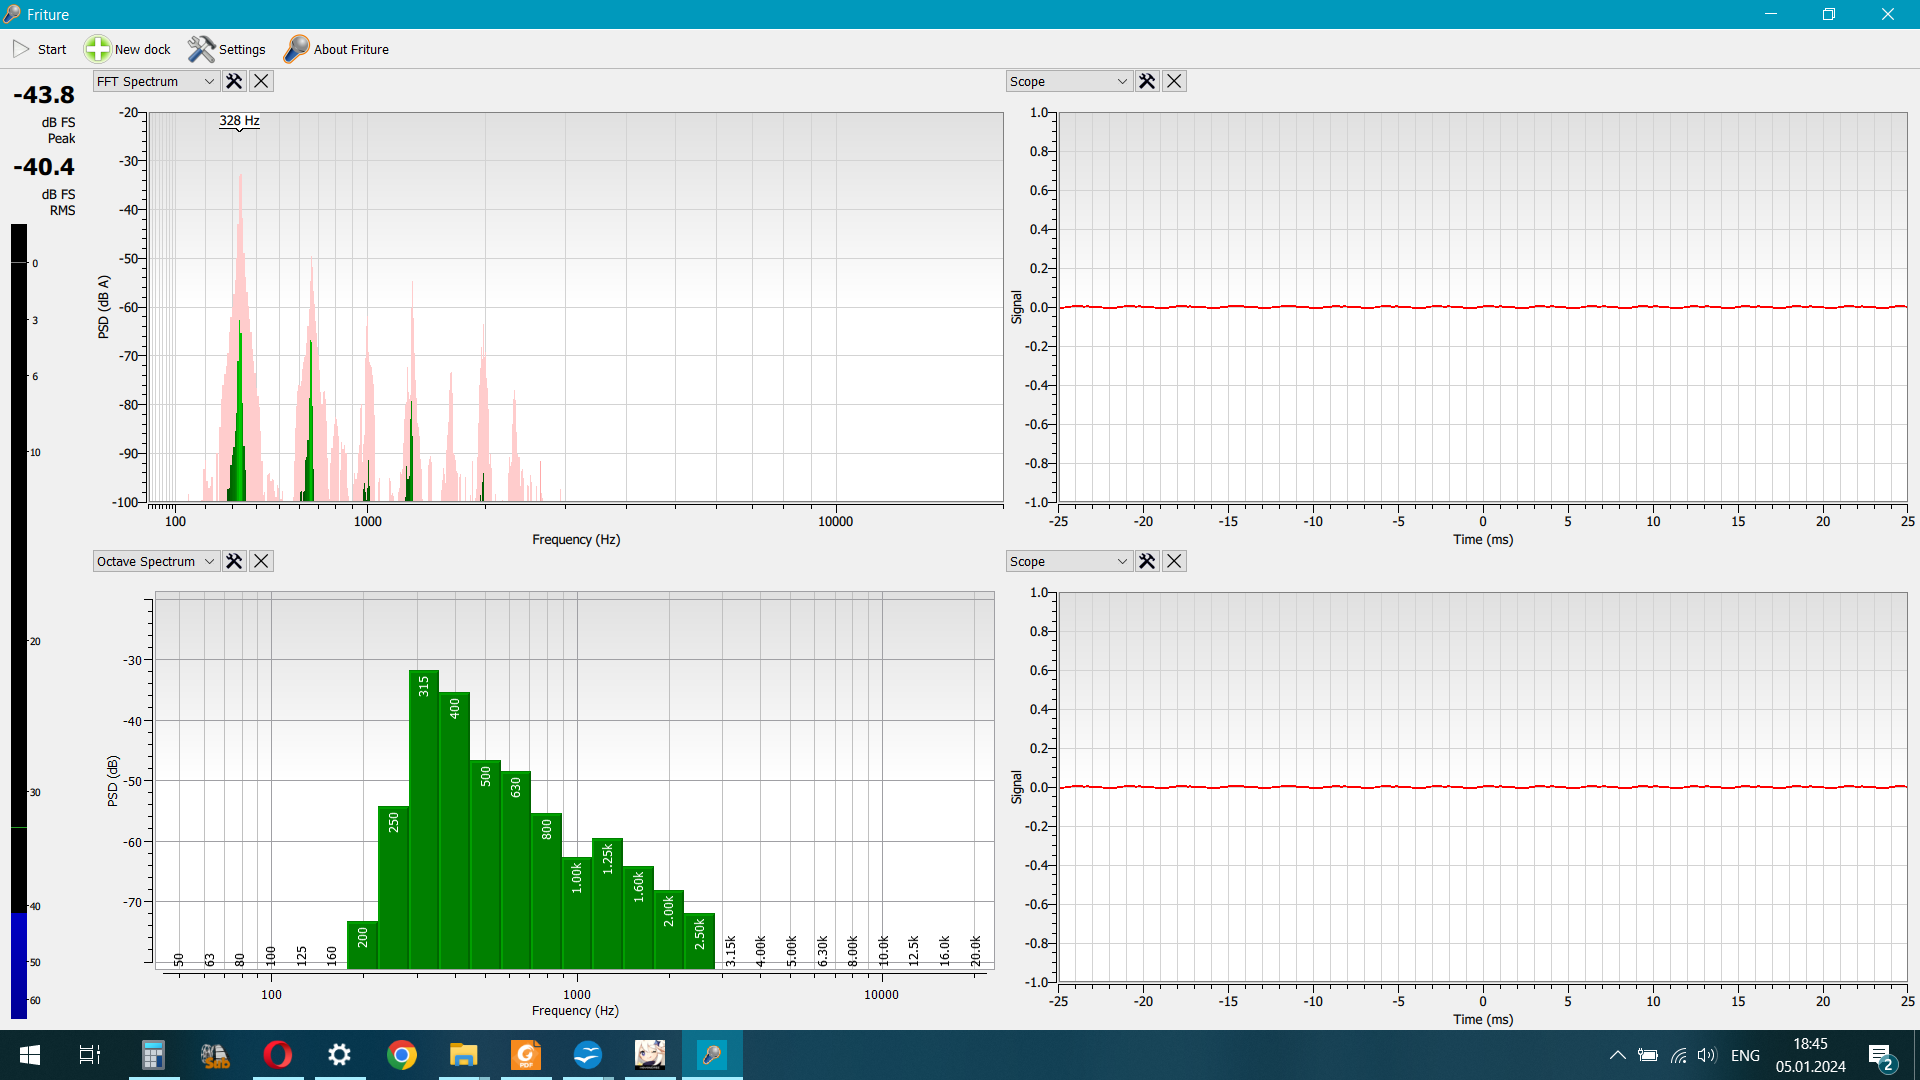 Friture
Start New dock Settings About Friture
-43.8
dB FS
Peak
-40.4
dB FS
RMS
0
3
6
10
20
30
40
50
60
FFT Spectrum
328 Hz
-20
-30
-40
-50
-60
-70
-80
-90
-100
PSD (dB A)
100 1000 10000
Frequency (Hz)
Scope
1.0
0.8
0.6
0.4
0.2
0.0
-0.2
-0.4
-0.6
-0.8
-1.0
Signal
-25 -20 -15 -10 -5 0 5 10 15 20 25
Time (ms)
Octave Spectrum
-30
-40
-50
-60
-70
PSD (dB)
50 63 80 100 125 160 200 250 315 400 500 630 800 1.00k 1.25k 1.60k 2.00k 2.50k 3.15k 4.00k 5.00k 6.30k 8.00k 10.0k 12.5k 16.0k 20.0k
100 1000 10000
Frequency (Hz)
Scope
1.0
0.8
0.6
0.4
0.2
0.0
-0.2
-0.4
-0.6
-0.8
-1.0
Signal
-25 -20 -15 -10 -5 0 5 10 15 20 25
Time (ms)
Sab
PDF
ENG
18:45
05.01.2024
2